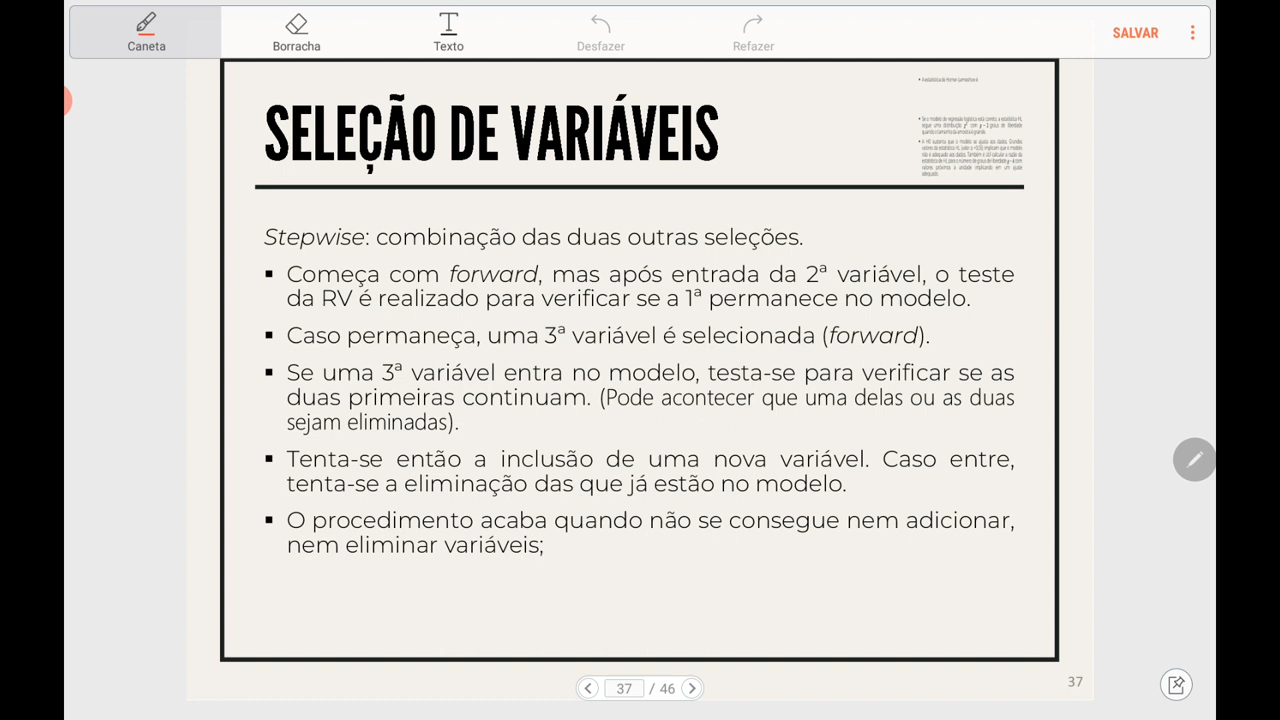 Caneta
Borracha
Texto
Desfazer
Refazer
SALVAR
SELEÇÃO DE VARIÁVEIS
Stepwise: combinação das duas outras seleções.
▪ Começa com forward, mas após entrada da 2ª variável, o teste
da RV é realizado para verificar se a 1ª permanece no modelo.
▪ Caso permaneça, uma 3ª variável é selecionada (forward).
▪ Se uma 3ª variável entra no modelo, testa-se para verificar se as
duas primeiras continuam. (Pode acontecer que uma delas ou as duas
sejam eliminadas).
▪ Tenta-se então a inclusão de uma nova variável. Caso entre,
tenta-se a eliminação das que já estão no modelo.
▪ O procedimento acaba quando não se consegue nem adicionar,
nem eliminar variáveis;
37
37 / 46